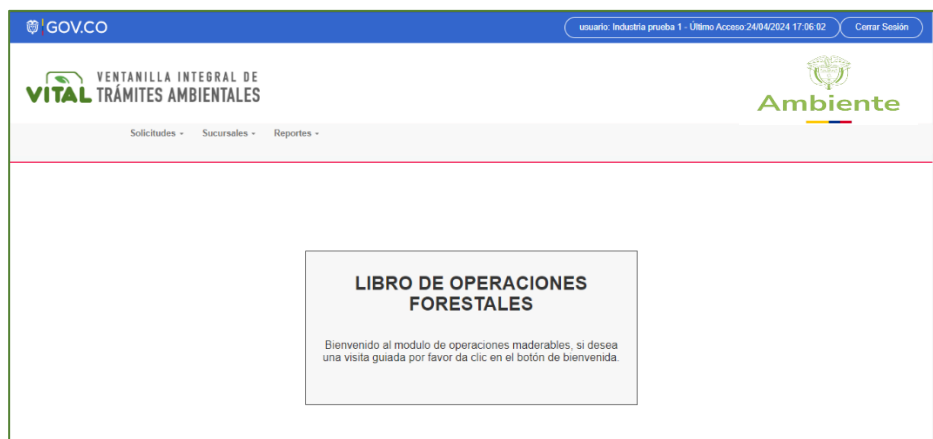 GOV.CO
usuario: Industria prueba 1 - Último Acceso:24/04/2024 17:06:02
Cerrar Sesión
VITAL
VENTANILLA INTEGRAL DE
TRÁMITES AMBIENTALES
Ambiente
Solicitudes
Sucursales
Reportes
LIBRO DE OPERACIONES
FORESTALES
Bienvenido al modulo de operaciones maderables, si desea
una visita guiada por favor da clic en el botón de bienvenida.